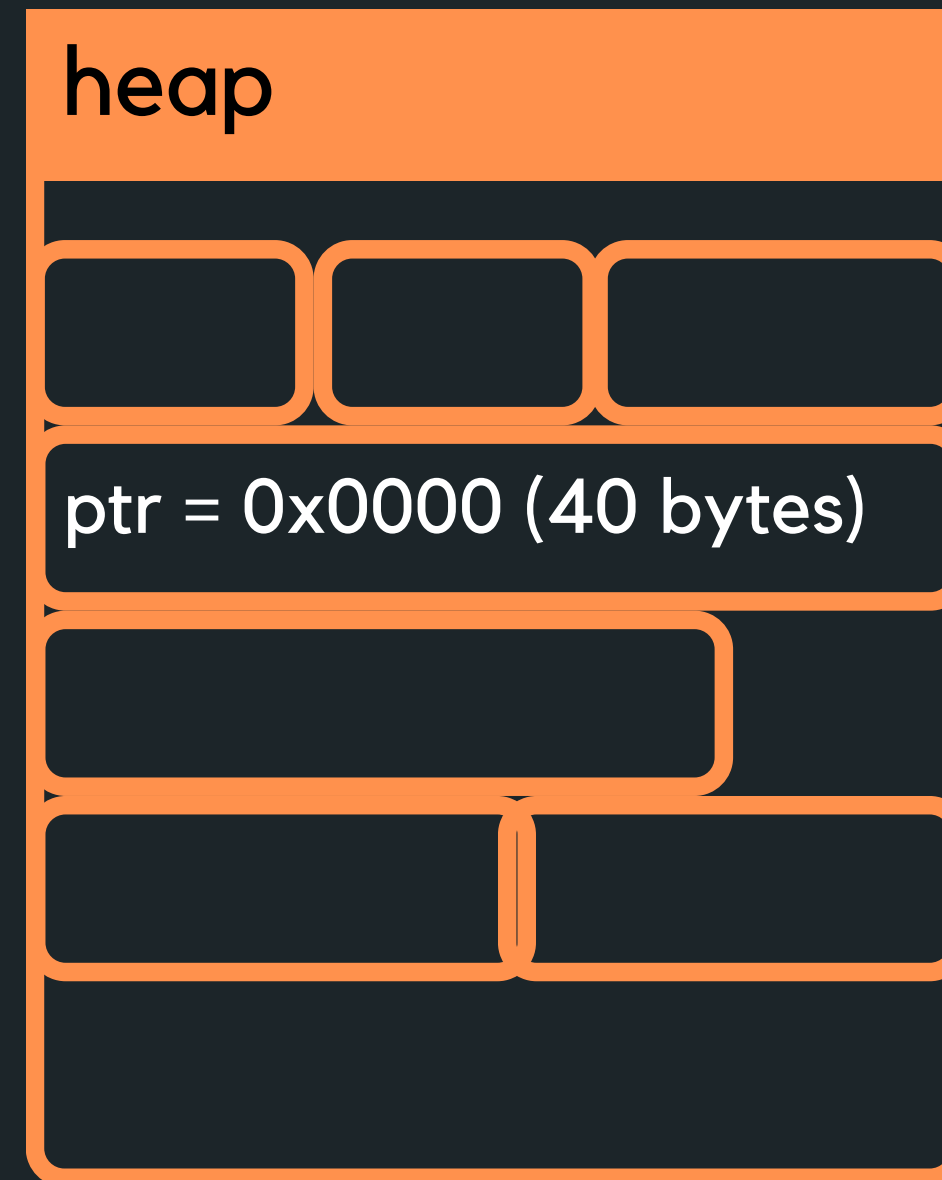 heap
ptr = 0x0000 (40 bytes)